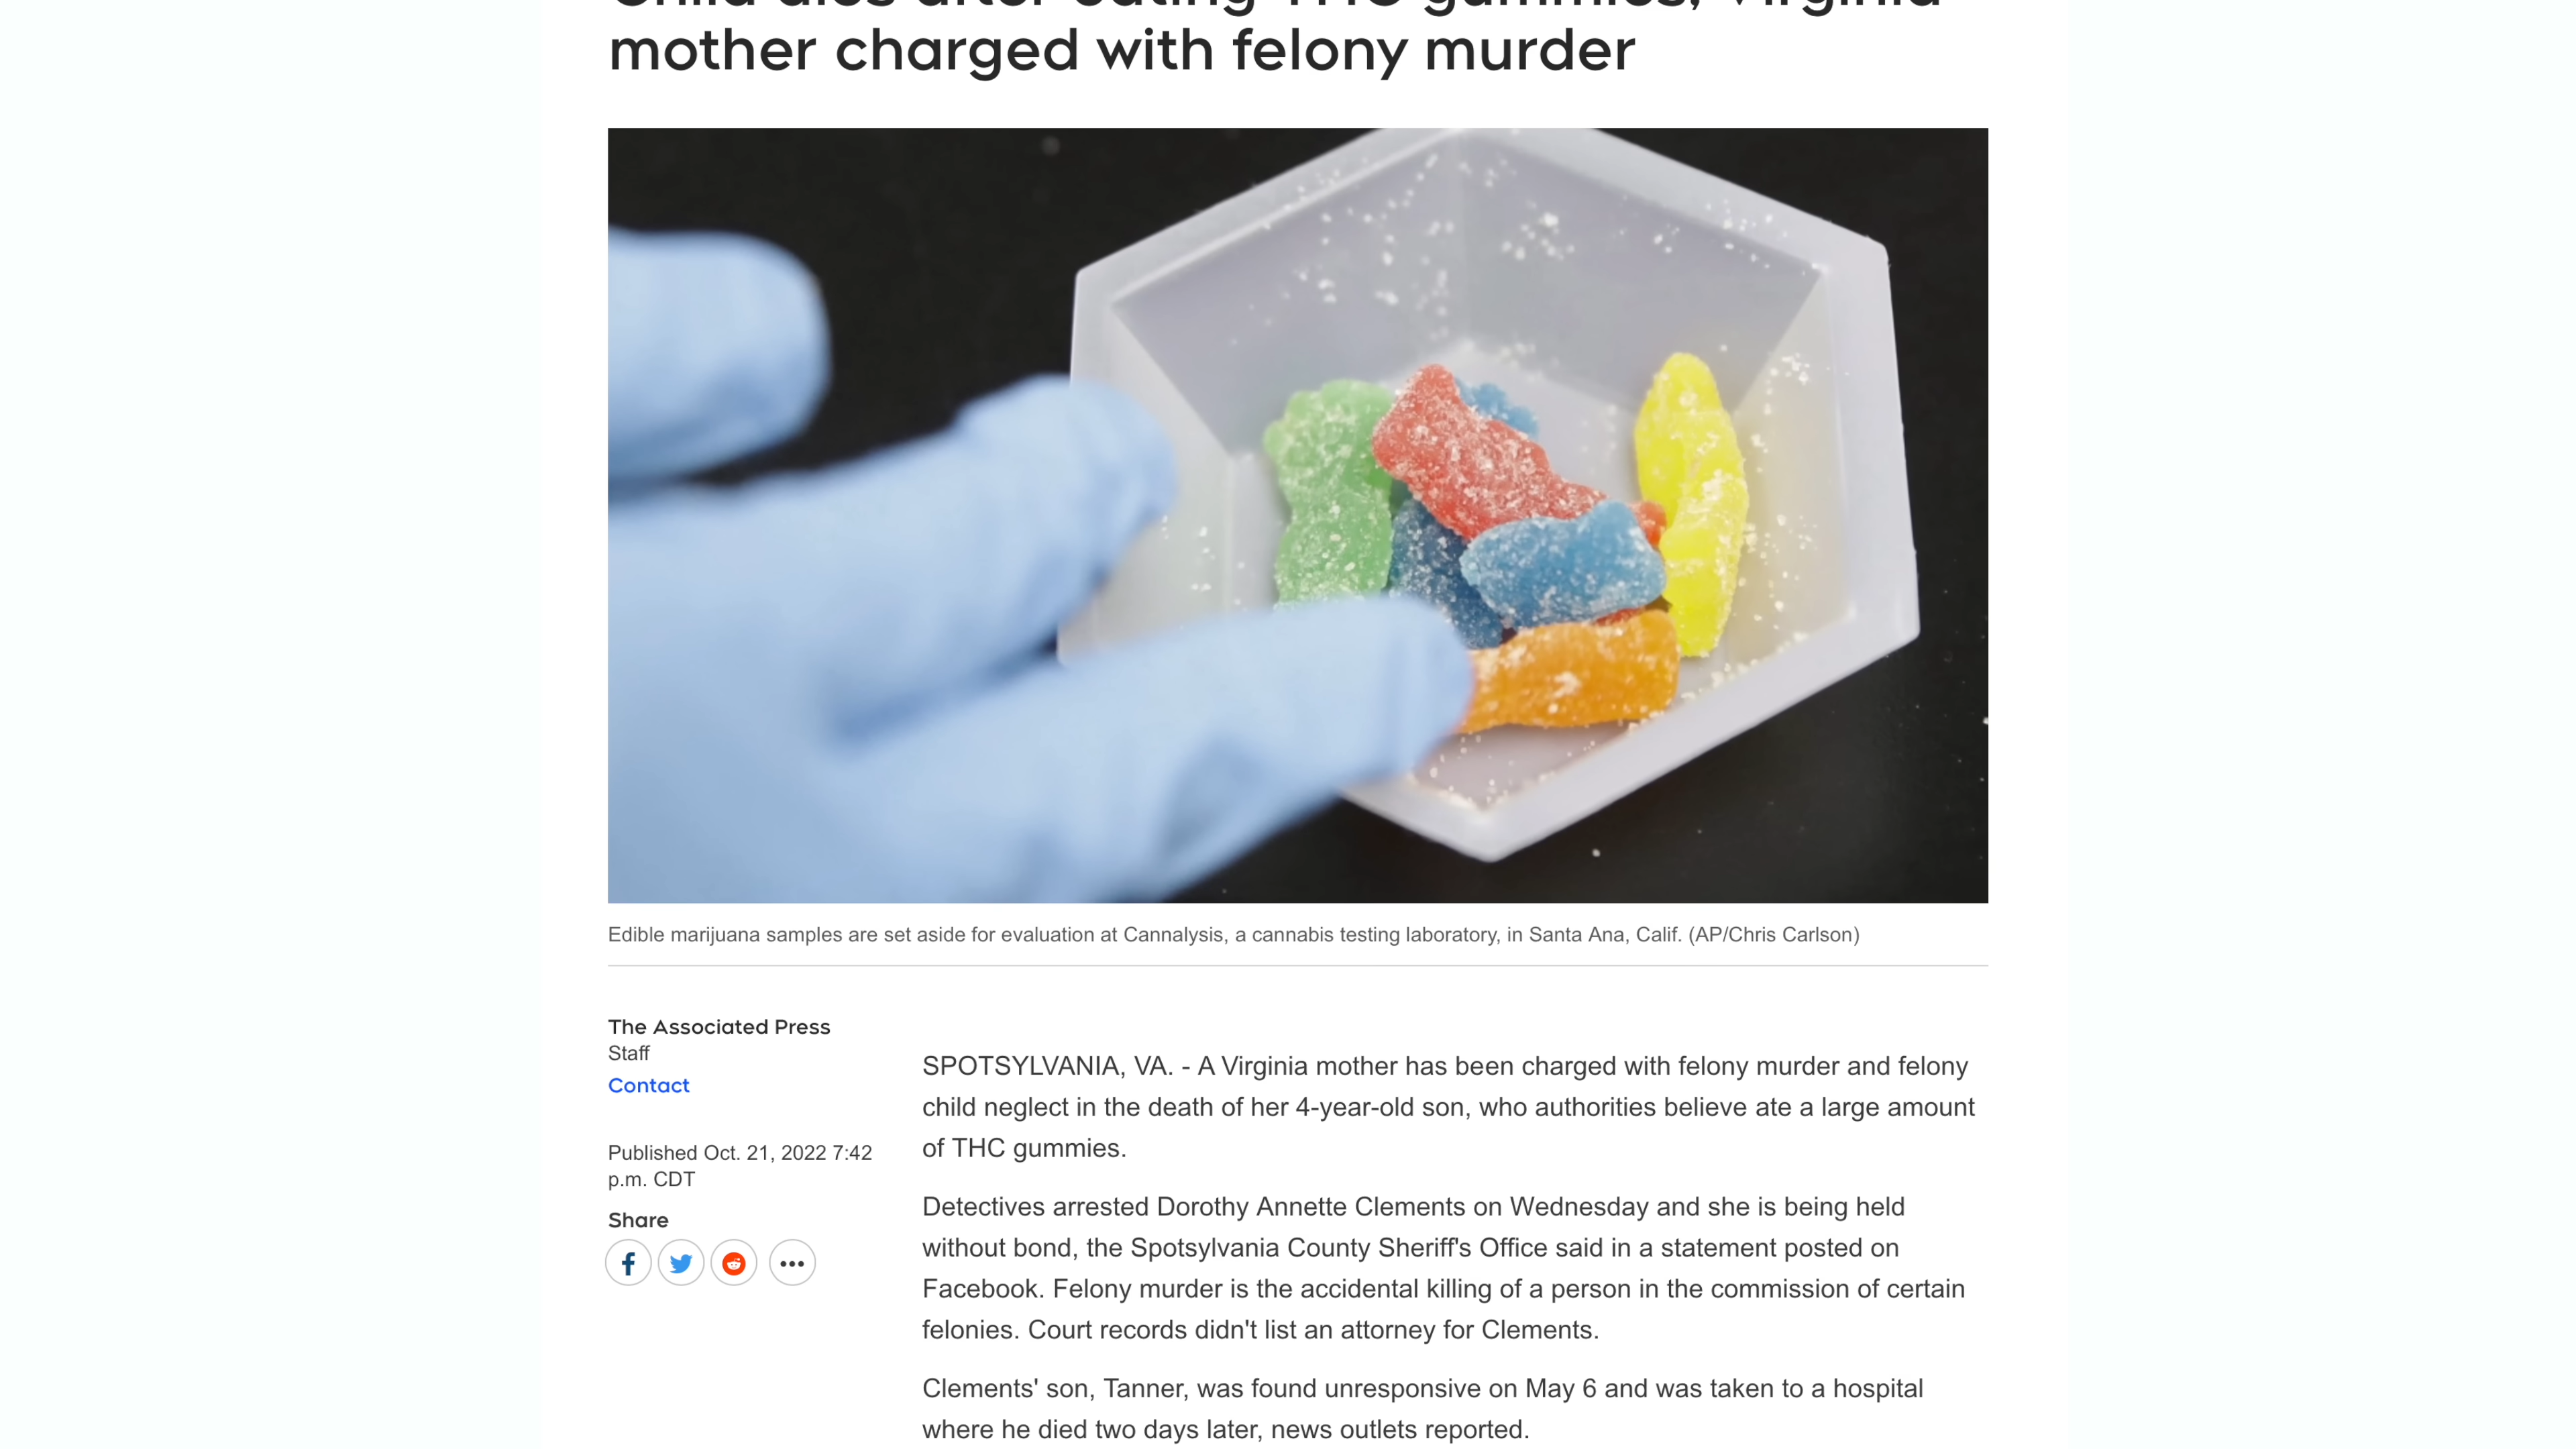 Child dies after eating THC gummies, Virginia
mother charged with felony murder
Edible marijuana samples are set aside for evaluation at Cannalysis, a cannabis testing laboratory, in Santa Ana, Calif. (AP/Chris Carlson)
The Associated Press
Staff
Contact
Published Oct. 21, 2022 7:42
p.m. CDT
Share
SPOTSYLVANIA, VA. - A Virginia mother has been charged with felony murder and felony
child neglect in the death of her 4-year-old son, who authorities believe ate a large amount
of THC gummies.
Detectives arrested Dorothy Annette Clements on Wednesday and she is being held
without bond, the Spotsylvania County Sheriff's Office said in a statement posted on
Facebook. Felony murder is the accidental killing of a person in the commission of certain
felonies. Court records didn't list an attorney for Clements.
Clements' son, Tanner, was found unresponsive on May 6 and was taken to a hospital
where he died two days later, news outlets reported.